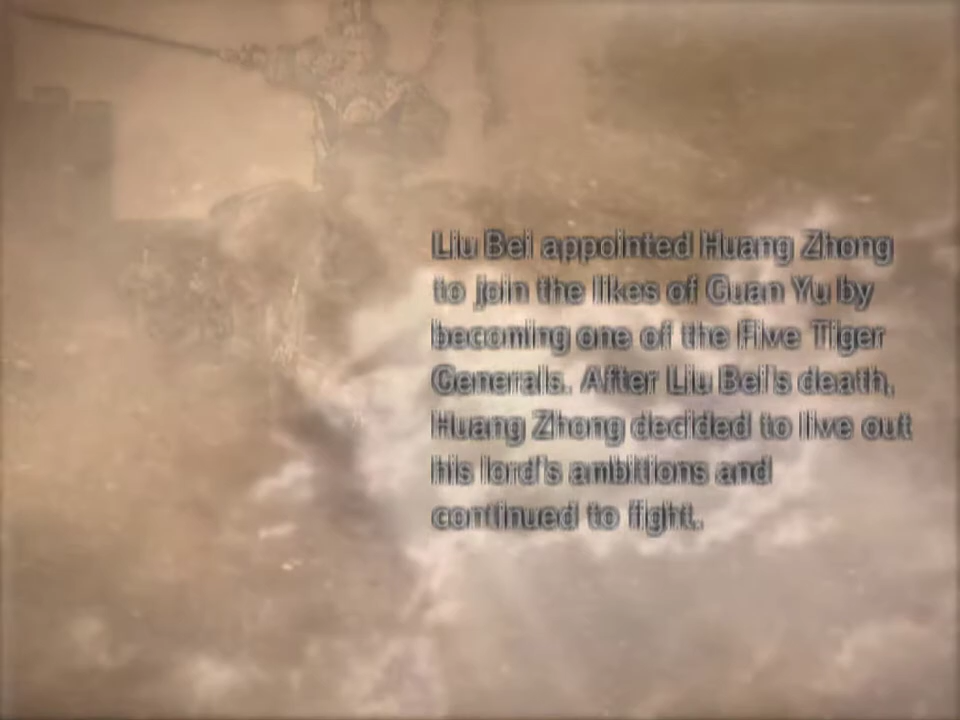 Liu Bei appointed Huang Zhong
to join the likes of Guan Yu by
becoming one of the Five Tiger
Generals. After Liu Bei's death,
Huang Zhong decided to live out
his lord's ambitions and
continued to fight.